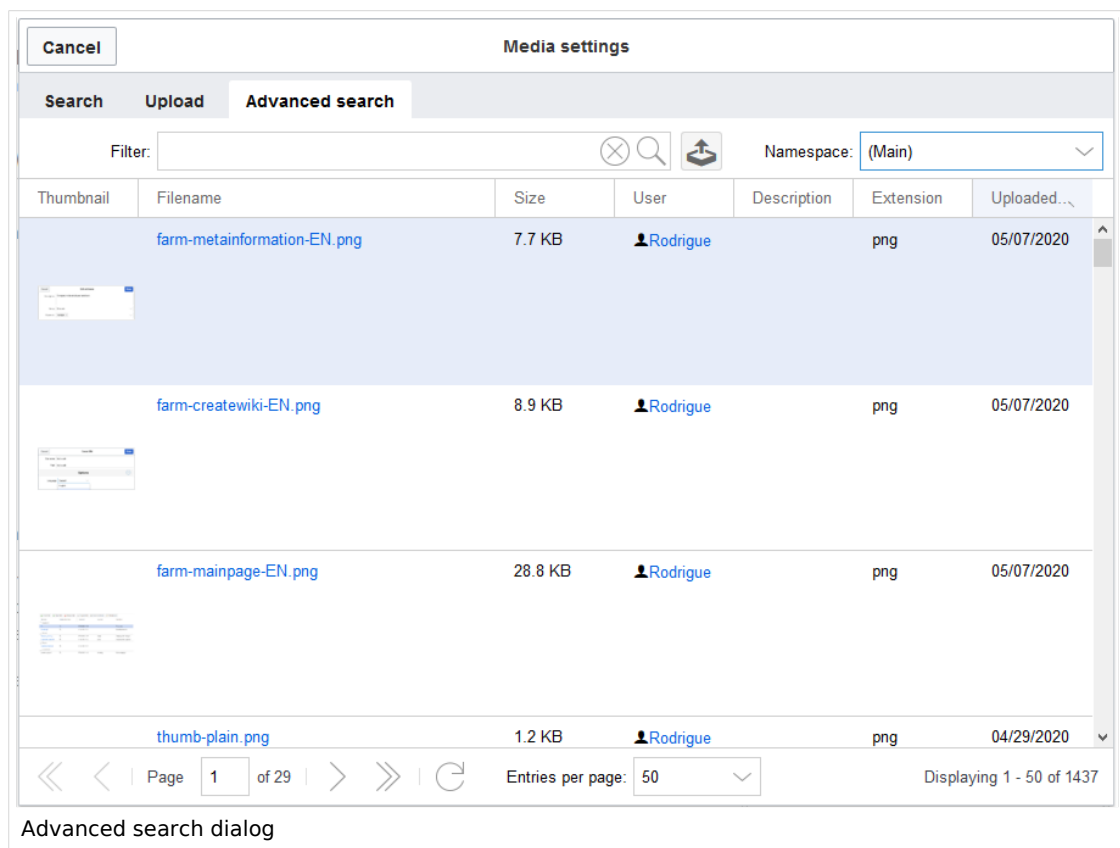 Cancel Media settings
Search Upload Advanced search
Filter: Namespace: (Main)
Thumbnail Filename Size User Description Extension Uploaded...
farm-metainformation-EN.png 7.7 KB Rodrigue png 05/07/2020
farm-createwiki-EN.png 8.9 KB Rodrigue png 05/07/2020
farm-mainpage-EN.png 28.8 KB Rodrigue png 05/07/2020
thumb-plain.png 1.2 KB Rodrigue png 04/29/2020
Page 1 of 29 Entries per page: 50 Displaying 1 - 50 of 1437
Advanced search dialog